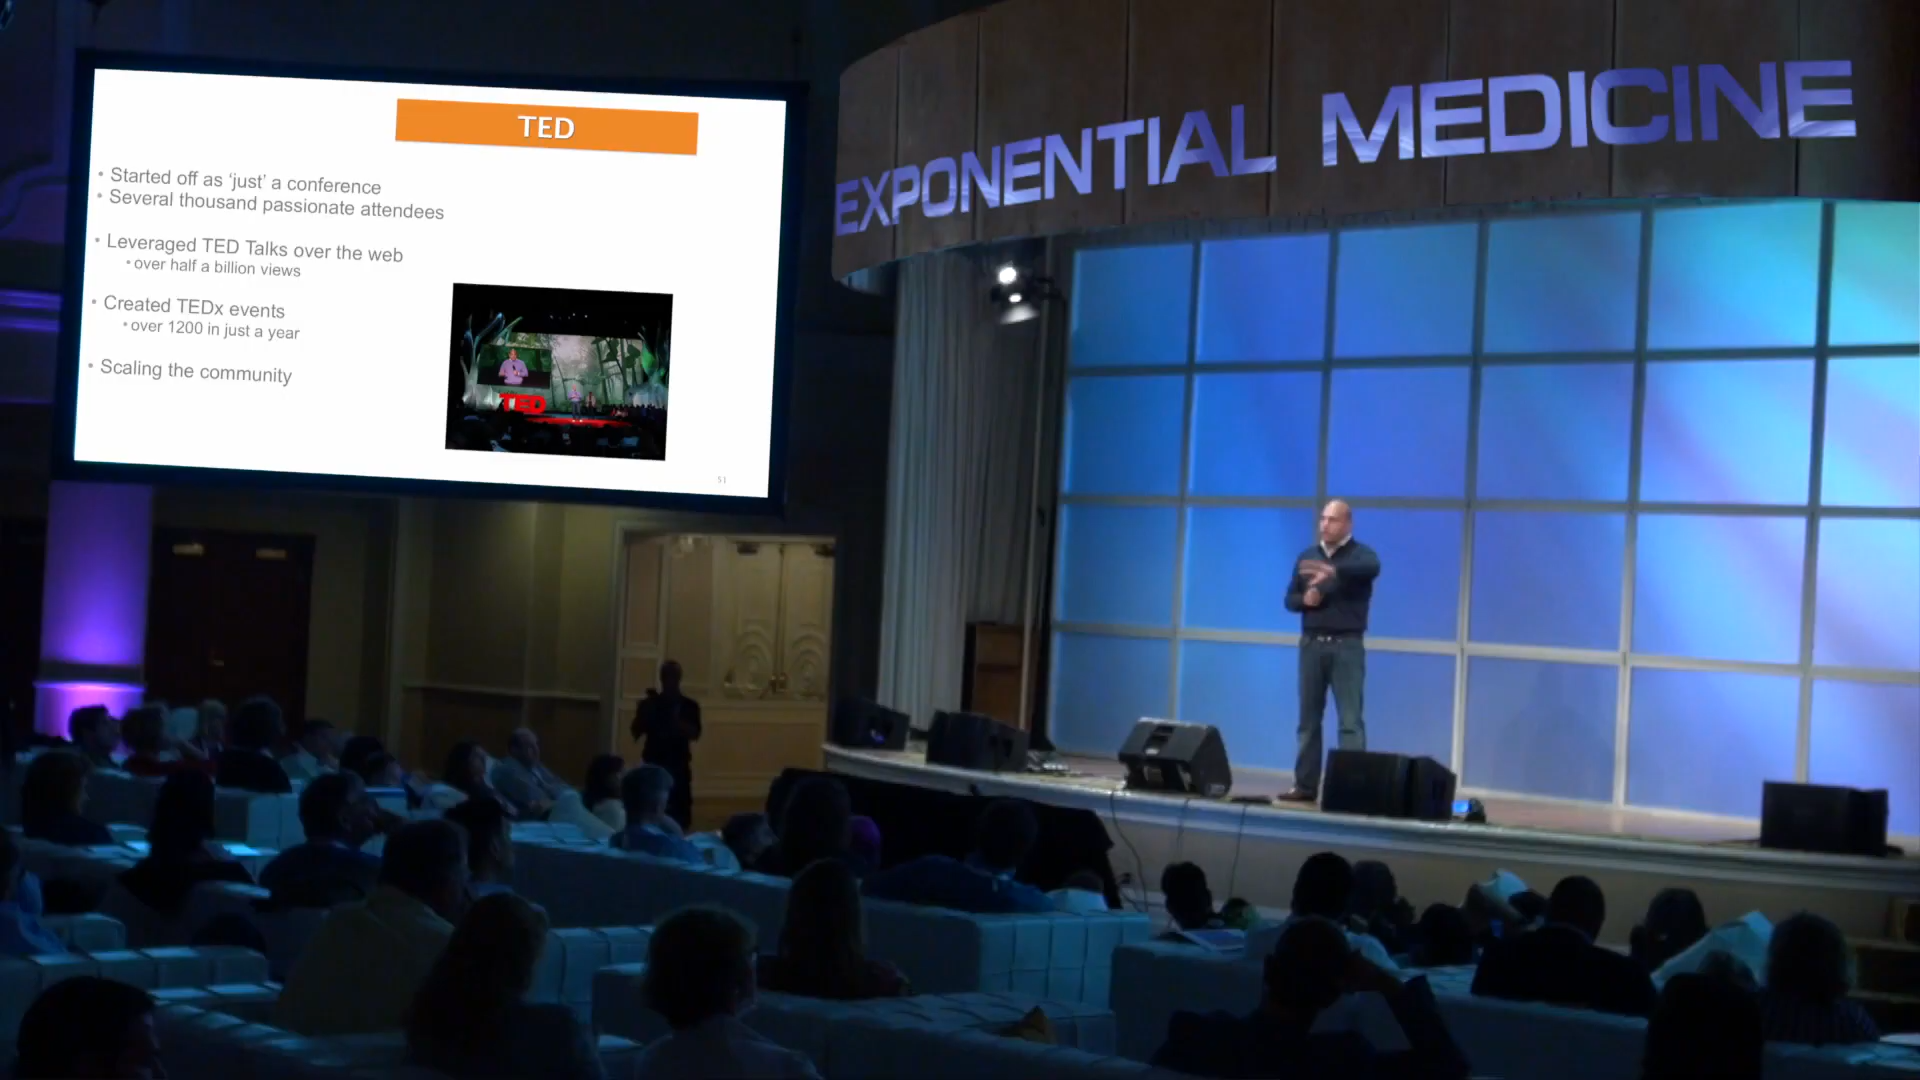 TED
• Started off as ‘just’ a conference
• Several thousand passionate attendees
• Leveraged TED Talks over the web
• over half a billion views
• Created TEDx events
• over 1200 in just a year
• Scaling the community
TED
51
EXPONENTIAL MEDICINE